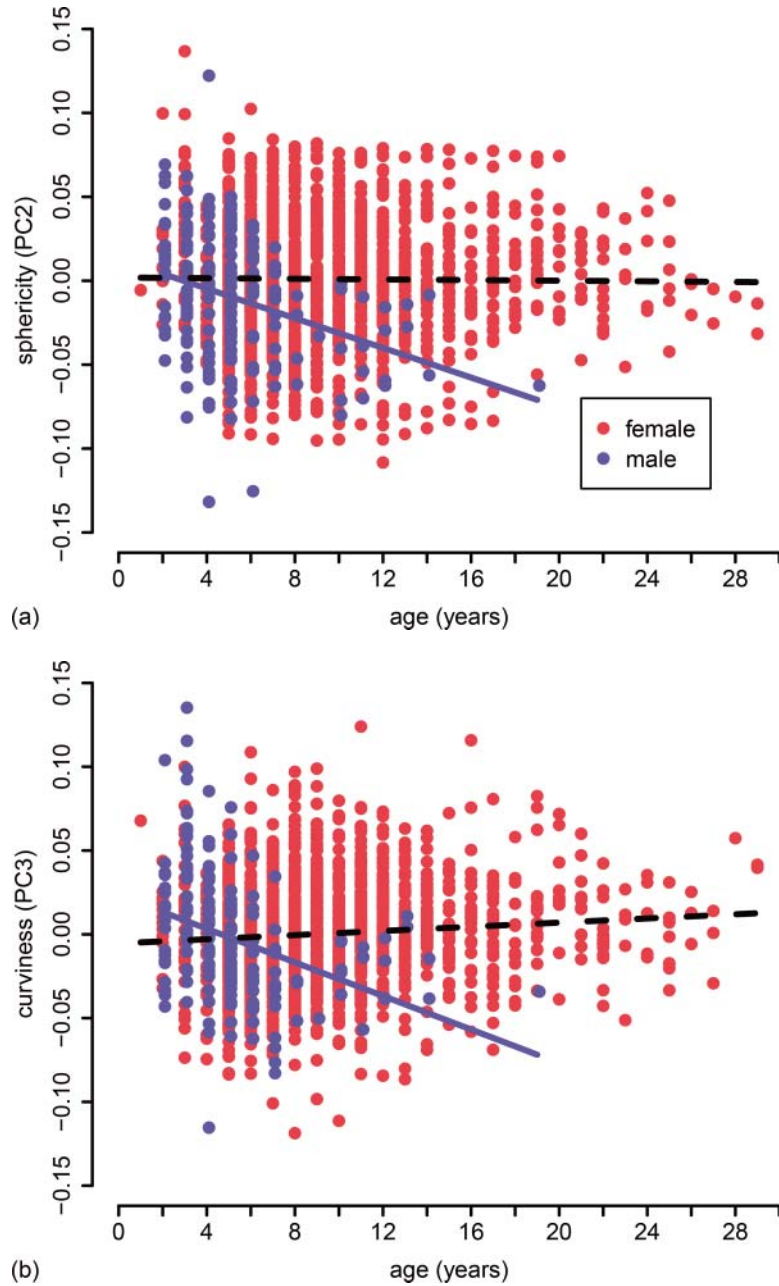 0.15
0.10
0.05
0.00
−0.05
−0.10
−0.15
sphericity (PC2)
female
male
0 4 8 12 16 20 24 28
(a) age (years)
0.15
0.10
0.05
0.00
−0.05
−0.10
−0.15
curviness (PC3)
0 4 8 12 16 20 24 28
(b) age (years)